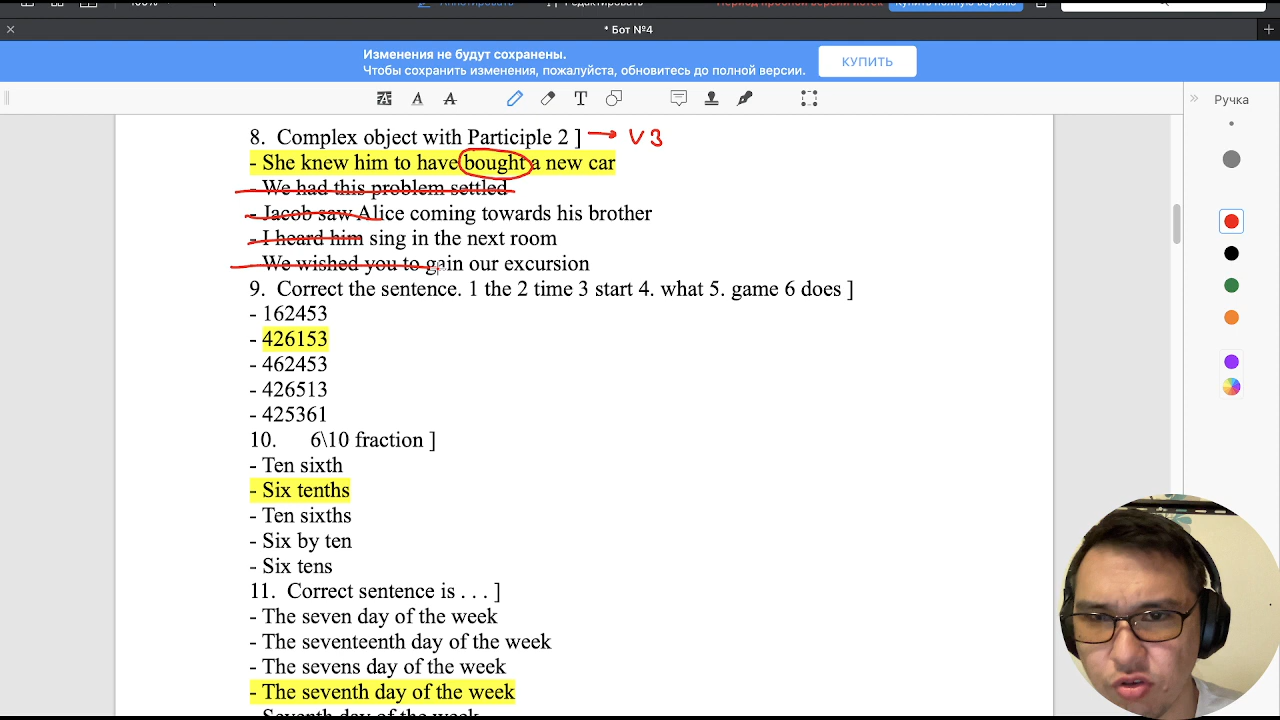 * Бот №4
Изменения не будут сохранены.
Чтобы сохранить изменения, пожалуйста, обновитесь до полной версии.
КУПИТЬ
Ручка
8. Complex object with Participle 2 ] → V3
- She knew him to have bought a new car
- We had this problem settled
- Jacob saw Alice coming towards his brother
- I heard him sing in the next room
- We wished you to gain our excursion
9. Correct the sentence. 1 the 2 time 3 start 4. what 5. game 6 does ]
- 162453
- 426153
- 462453
- 426513
- 425361
10. 6\10 fraction ]
- Ten sixth
- Six tenths
- Ten sixths
- Six by ten
- Six tens
11. Correct sentence is . . . ]
- The seven day of the week
- The seventeenth day of the week
- The sevens day of the week
- The seventh day of the week
- Seventh day of the week